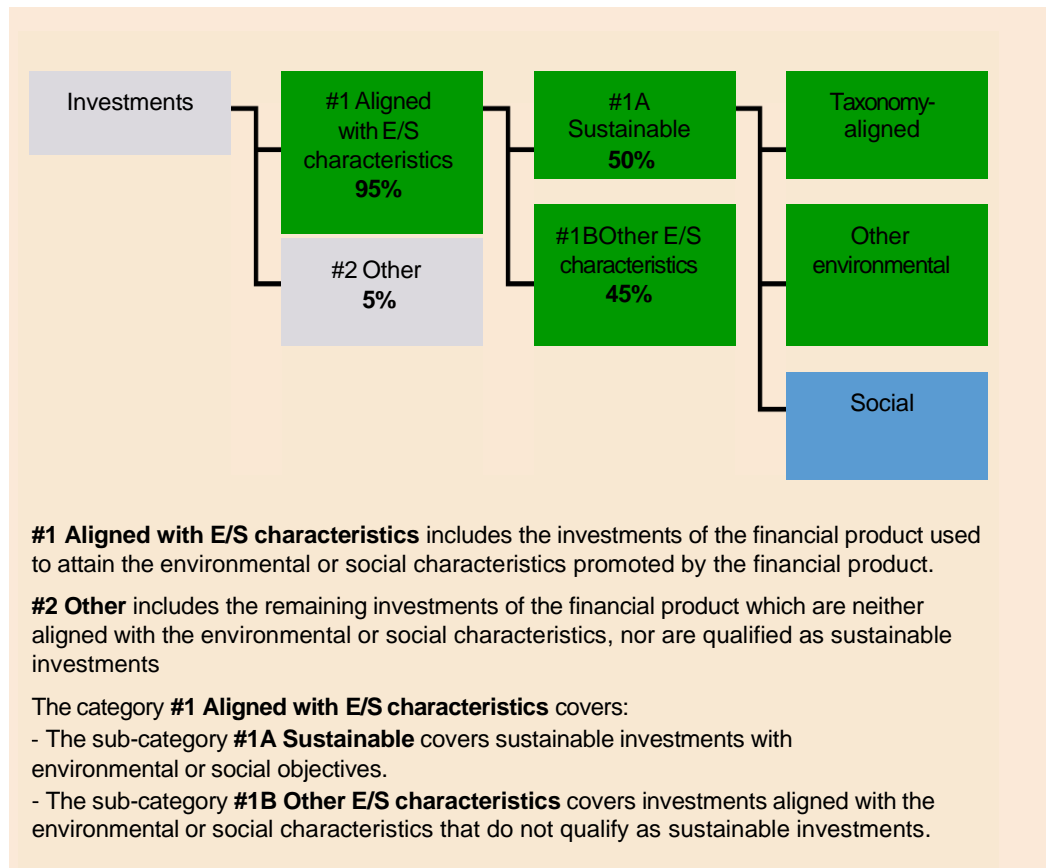 Investments
#1 Aligned
with E/S
characteristics
95%
#2 Other
5%
#1A
Sustainable
50%
#1BOther E/S
characteristics
45%
Taxonomy-
aligned
Other
environmental
Social
#1 Aligned with E/S characteristics includes the investments of the financial product used
to attain the environmental or social characteristics promoted by the financial product.
#2 Other includes the remaining investments of the financial product which are neither
aligned with the environmental or social characteristics, nor are qualified as sustainable
investments
The category #1 Aligned with E/S characteristics covers:
- The sub-category #1A Sustainable covers sustainable investments with
environmental or social objectives.
- The sub-category #1B Other E/S characteristics covers investments aligned with the
environmental or social characteristics that do not qualify as sustainable investments.